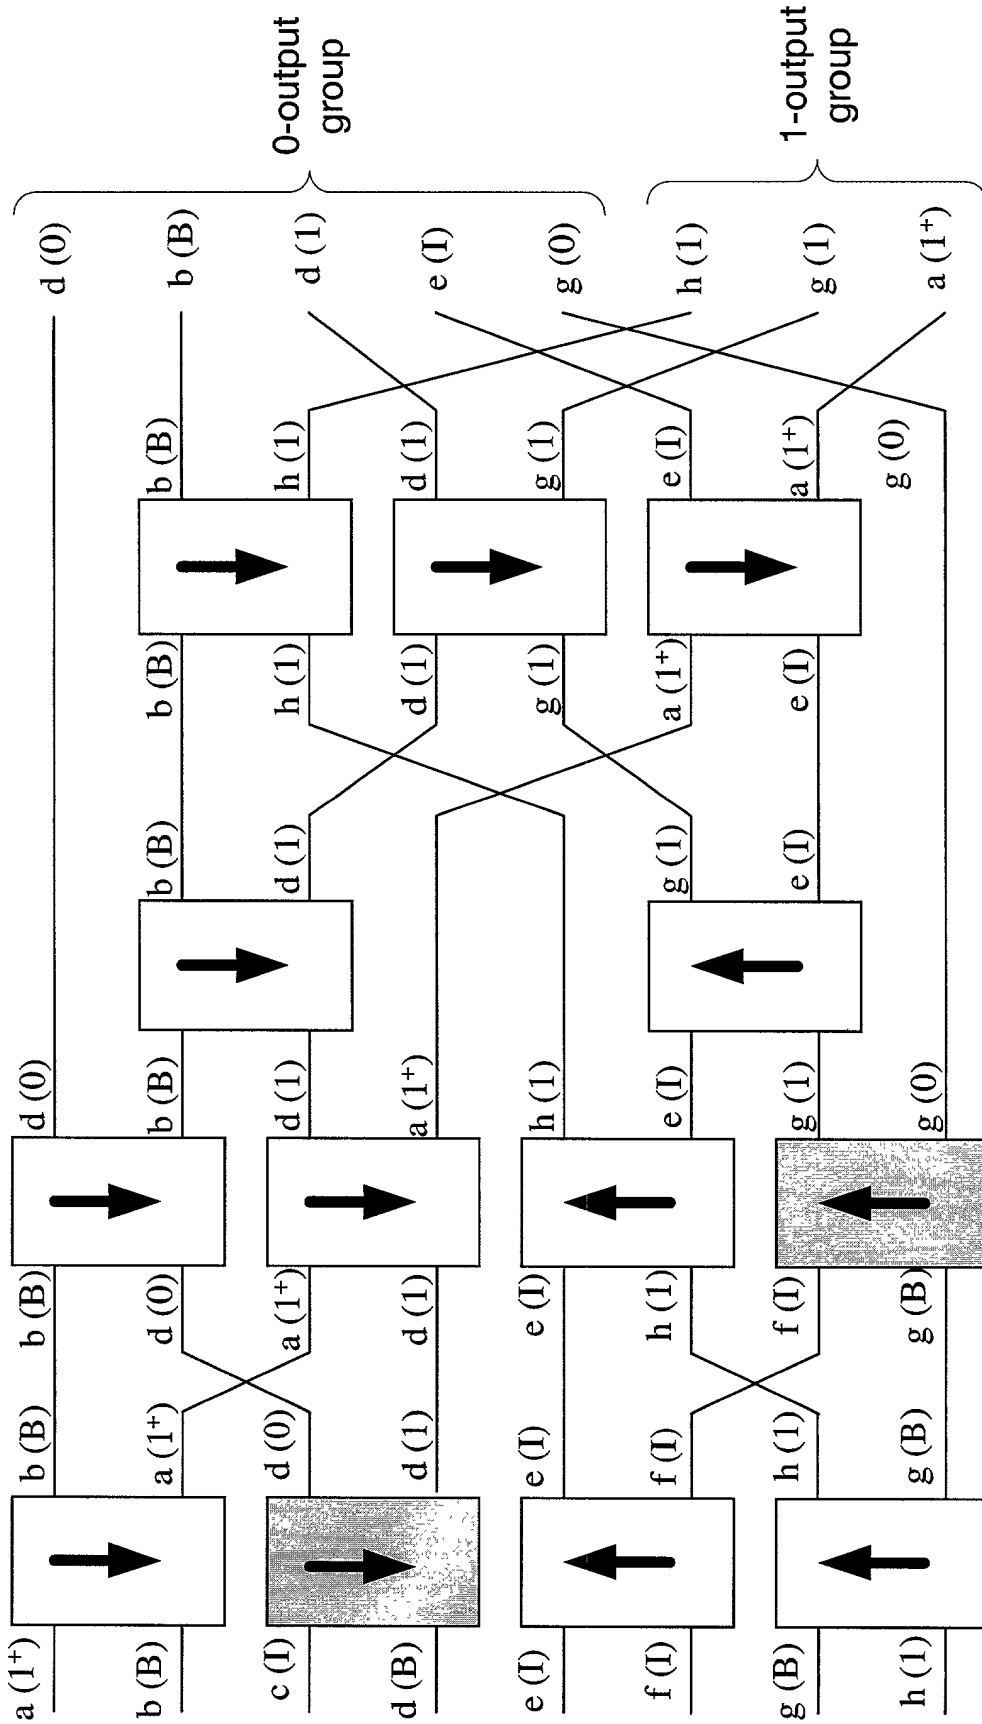 a (1⁺)
b (B)
c (I)
d (B)
e (I)
f (I)
g (B)
h (1)
b (B)
a (1⁺)
d (0)
d (1)
e (I)
f (I)
h (1)
g (B)
b (B)
d (0)
a (1⁺)
d (1)
e (I)
h (1)
f (I)
g (B)
d (0)
b (B)
d (1)
a (1⁺)
h (1)
e (I)
g (1)
g (0)
b (B)
d (1)
g (1)
e (I)
b (B)
h (1)
d (1)
g (1)
a (1⁺)
e (I)
b (B)
h (1)
d (1)
g (1)
e (I)
a (1⁺)
g (0)
d (0)
b (B)
d (1)
e (I)
g (0)
h (1)
g (1)
a (1⁺)
0-output
group
1-output
group